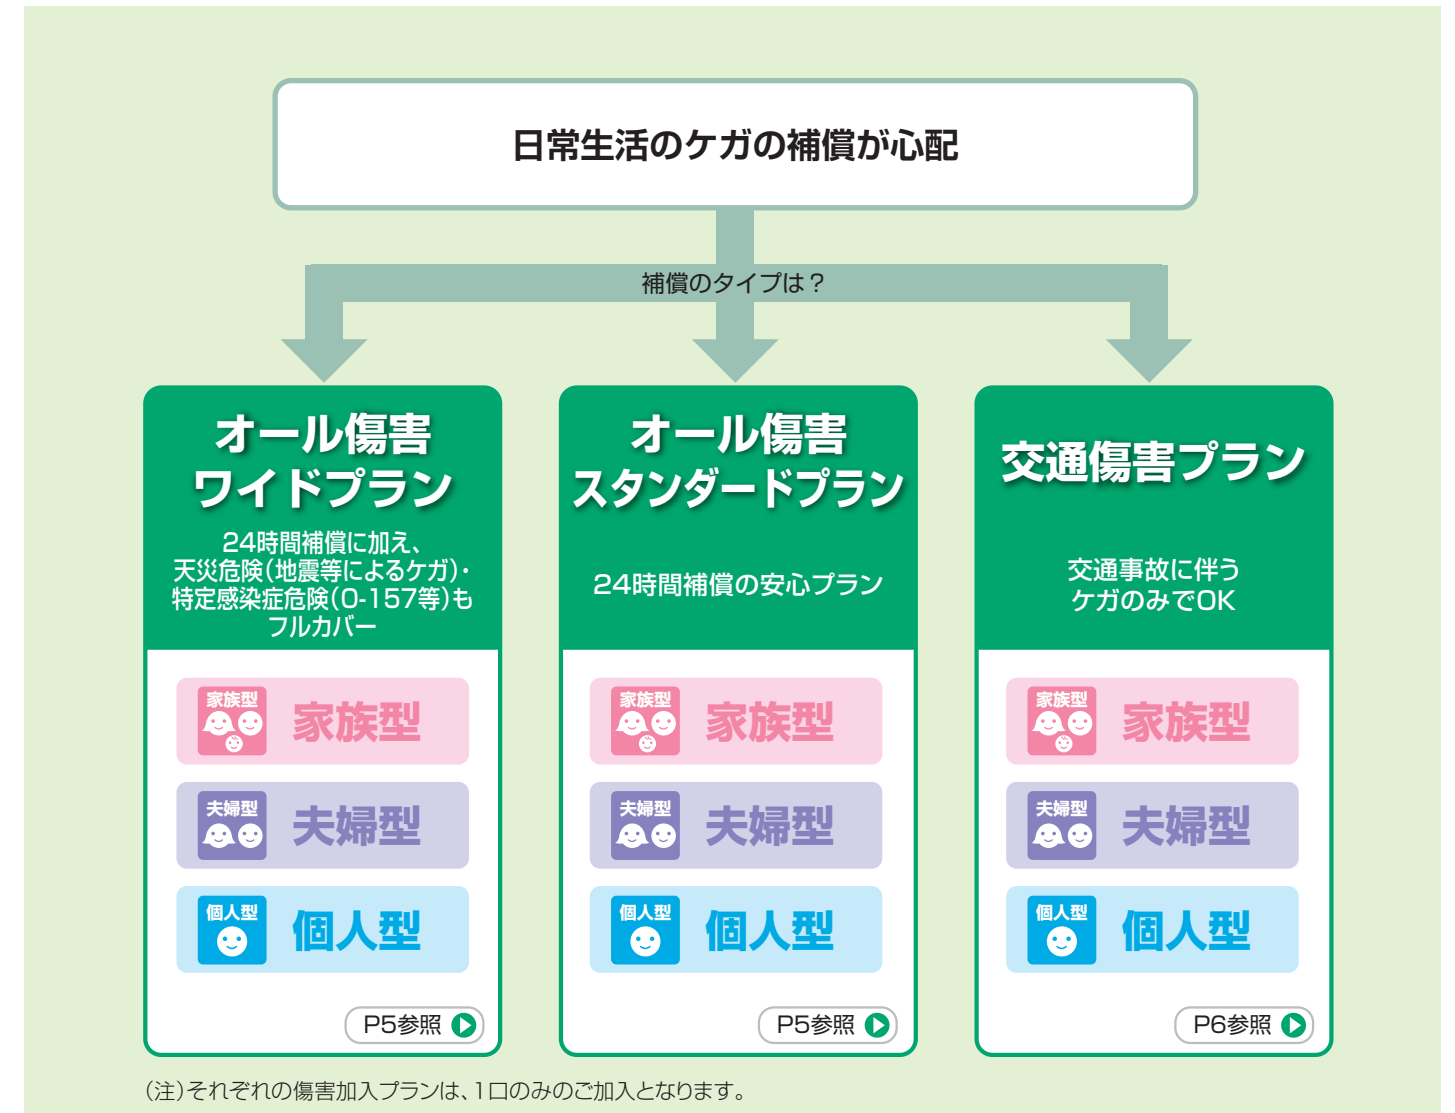 日常生活のケガの補償が心配
補償のタイプは？
オール傷害
ワイドプラン
24時間補償に加え、
天災危険（地震等によるケガ）・
特定感染症危険（O-157等）も
フルカバー
家族型
家族型
夫婦型
夫婦型
個人型
個人型
P5参照
オール傷害
スタンダードプラン
24時間補償の安心プラン
家族型
家族型
夫婦型
夫婦型
個人型
個人型
P5参照
交通傷害プラン
交通事故に伴う
ケガのみでOK
家族型
家族型
夫婦型
夫婦型
個人型
個人型
P6参照
（注）それぞれの傷害加入プランは、1口のみのご加入となります。